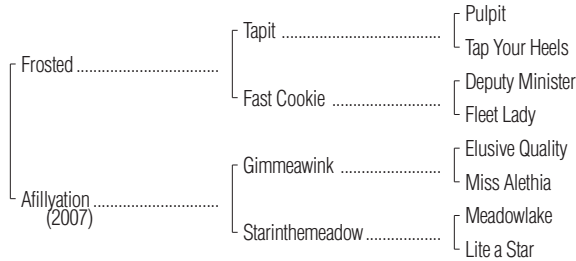 Pulpit
Tapit
Tap Your Heels
Frosted
Deputy Minister
Fast Cookie
Fleet Lady
Elusive Quality
Gimmeawink
Miss Alethia
Afillyation
(2007)
Meadowlake
Starinthemeadow
Lite a Star